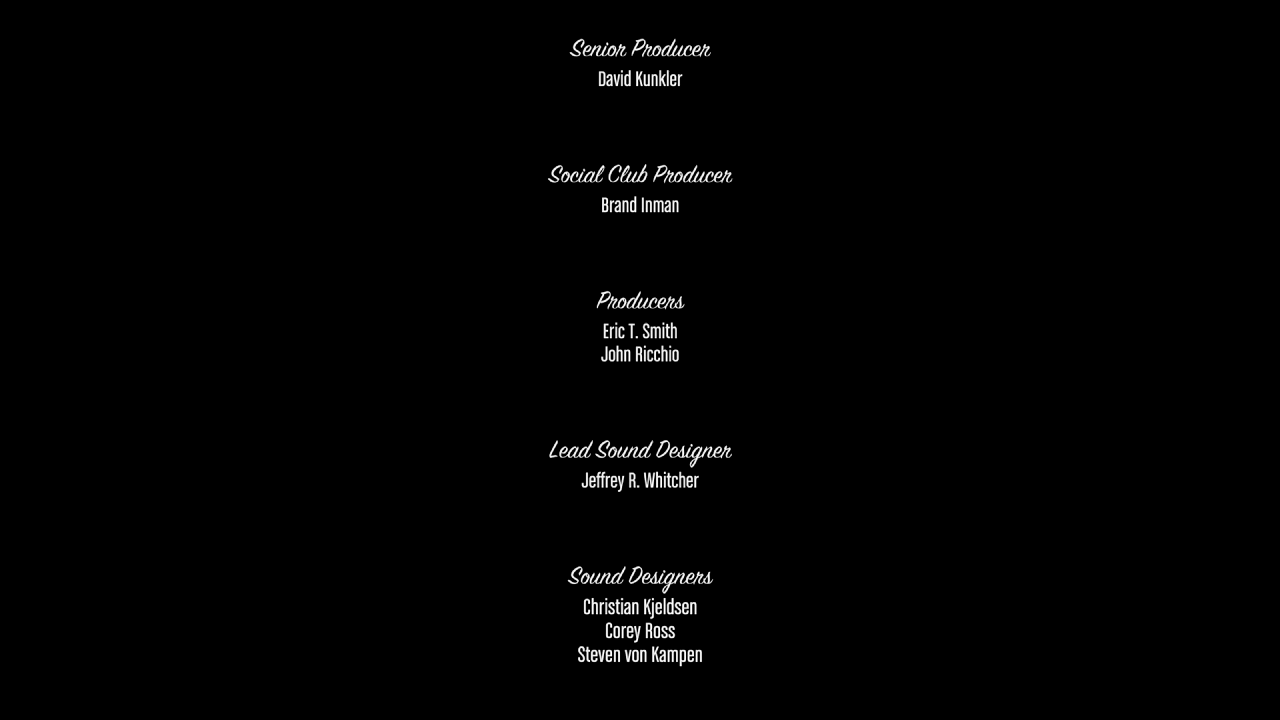 Senior Producer
David Kunkler
Social Club Producer
Brand Inman
Producers
Eric T. Smith
John Ricchio
Lead Sound Designer
Jeffrey R. Whitcher
Sound Designers
Christian Kjeldsen
Corey Ross
Steven von Kampen